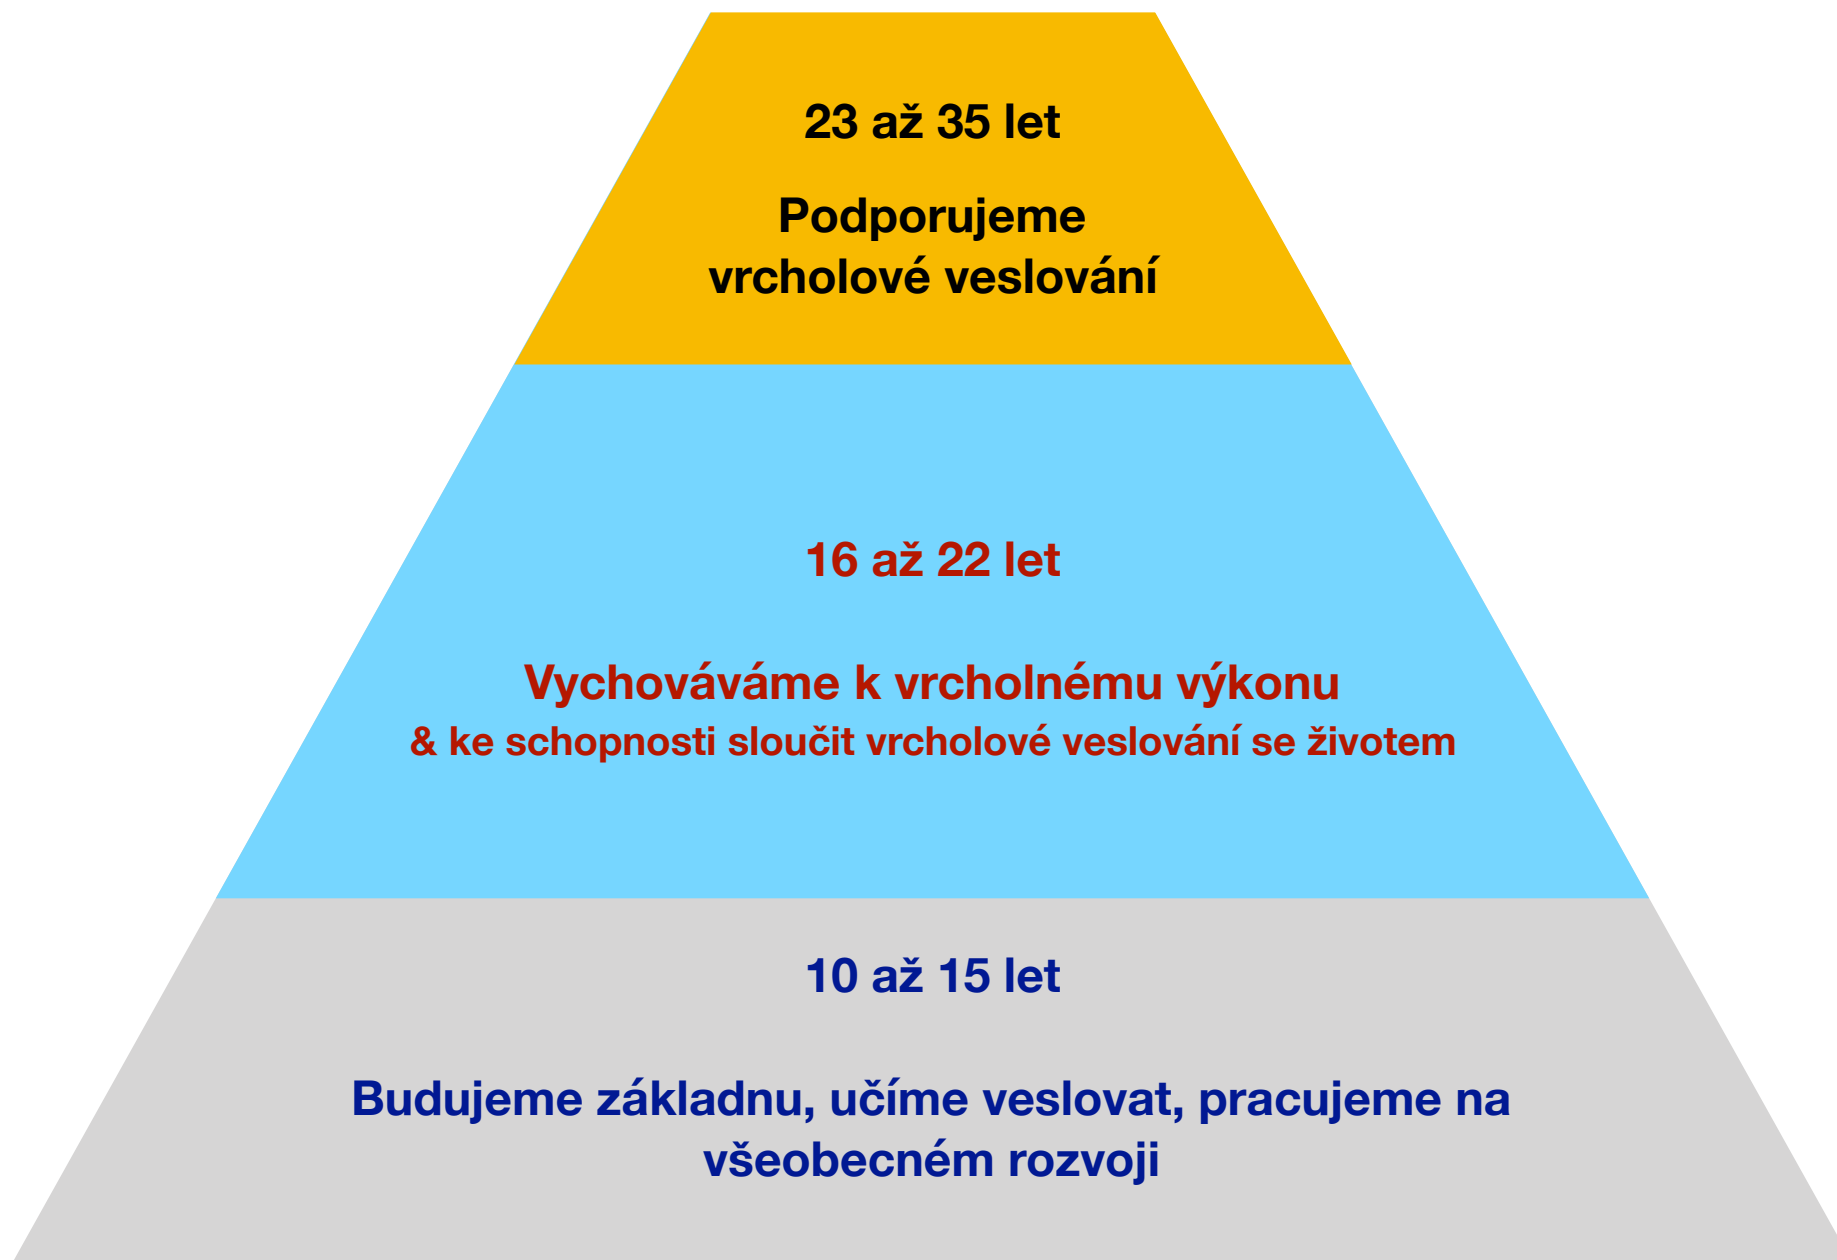 23 až 35 let
Podporujeme
vrcholové veslování
16 až 22 let
Vychováváme k vrcholnému výkonu
& ke schopnosti sloučit vrcholové veslování se životem
10 až 15 let
Budujeme základnu, učíme veslovat, pracujeme na
všeobecném rozvoji